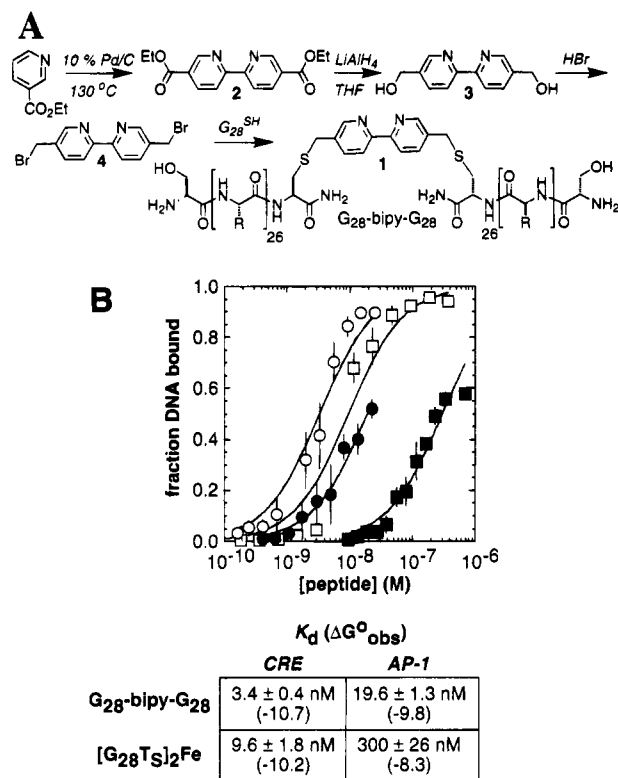 A
10 % Pd/C
130 °C
CO2Et
N
EtO
O
N
N
OEt
O
2
LiAlH4
THF
N
N
HO
OH
3
HBr
Br
N
N
Br
4
G28SH
N
N
S
S
1
HO
H2N
O
H
N
R
O
26
H
N
O
NH2
G28-bipy-G28
NH2
O
H
N
O
R
H
N
26
O
OH
NH2
B
fraction DNA bound
1.0
0.8
0.6
0.4
0.2
0.0
10-10 10-9 10-8 10-7 10-6
[peptide] (M)
Kd (ΔG°obs)
CRE AP-1
G28-bipy-G28 3.4 ± 0.4 nM 19.6 ± 1.3 nM
(-10.7) (-9.8)
[G28TS]2Fe 9.6 ± 1.8 nM 300 ± 26 nM
(-10.2) (-8.3)